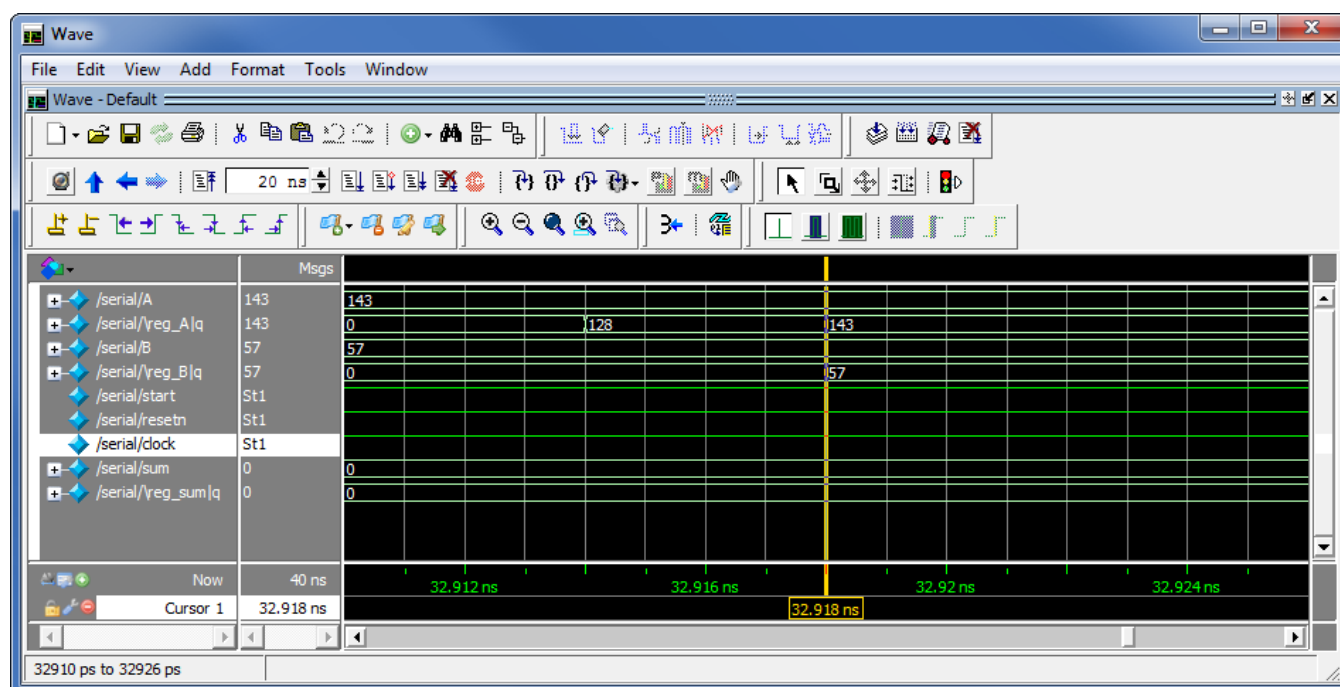 Wave
File Edit View Add Format Tools Window
Wave - Default
20 ns
Msgs
/serial/A 143 143
/serial/\reg_A|q 143 0 128 143
/serial/B 57 57
/serial/\reg_B|q 57 0 57
/serial/start St1
/serial/resetn St1
/serial/clock St1
/serial/sum 0 0
/serial/\reg_sum|q 0 0
Now 40 ns 32.912 ns 32.916 ns 32.92 ns 32.924 ns
Cursor 1 32.918 ns 32.918 ns
32910 ps to 32926 ps